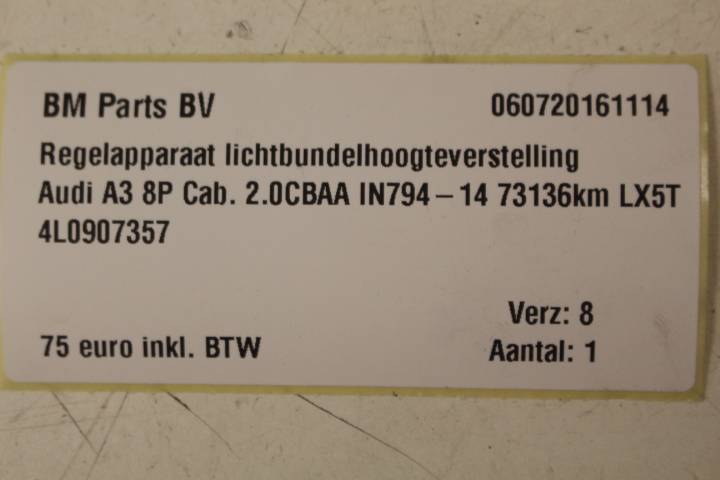 BM Parts BV 060720161114
Regelapparaat lichtbundelhoogteverstelling
Audi A3 8P Cab. 2.0CBAA IN794-14 73136km LX5T
4L0907357
Verz: 8
75 euro inkl. BTW Aantal: 1